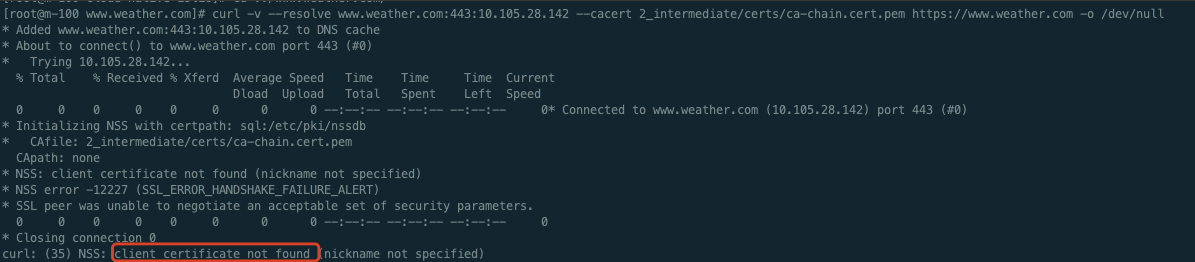 [root@m-100 www.weather.com]# curl -v --resolve www.weather.com:443:10.105.28.142 --cacert 2_intermediate/certs/ca-chain.cert.pem https://www.weather.com -o /dev/null
* Added www.weather.com:443:10.105.28.142 to DNS cache
* About to connect() to www.weather.com port 443 (#0)
*   Trying 10.105.28.142...
  % Total    % Received % Xferd  Average Speed   Time    Time     Time  Current
                                 Dload  Upload   Total   Spent    Left  Speed
  0     0    0     0    0     0      0      0 --:--:-- --:--:-- --:--:--     0* Connected to www.weather.com (10.105.28.142) port 443 (#0)
* Initializing NSS with certpath: sql:/etc/pki/nssdb
*   CAfile: 2_intermediate/certs/ca-chain.cert.pem
  CApath: none
* NSS: client certificate not found (nickname not specified)
* NSS error -12227 (SSL_ERROR_HANDSHAKE_FAILURE_ALERT)
* SSL peer was unable to negotiate an acceptable set of security parameters.
  0     0    0     0    0     0      0      0 --:--:-- --:--:-- --:--:--     0
* Closing connection 0
curl: (35) NSS: client certificate not found (nickname not specified)